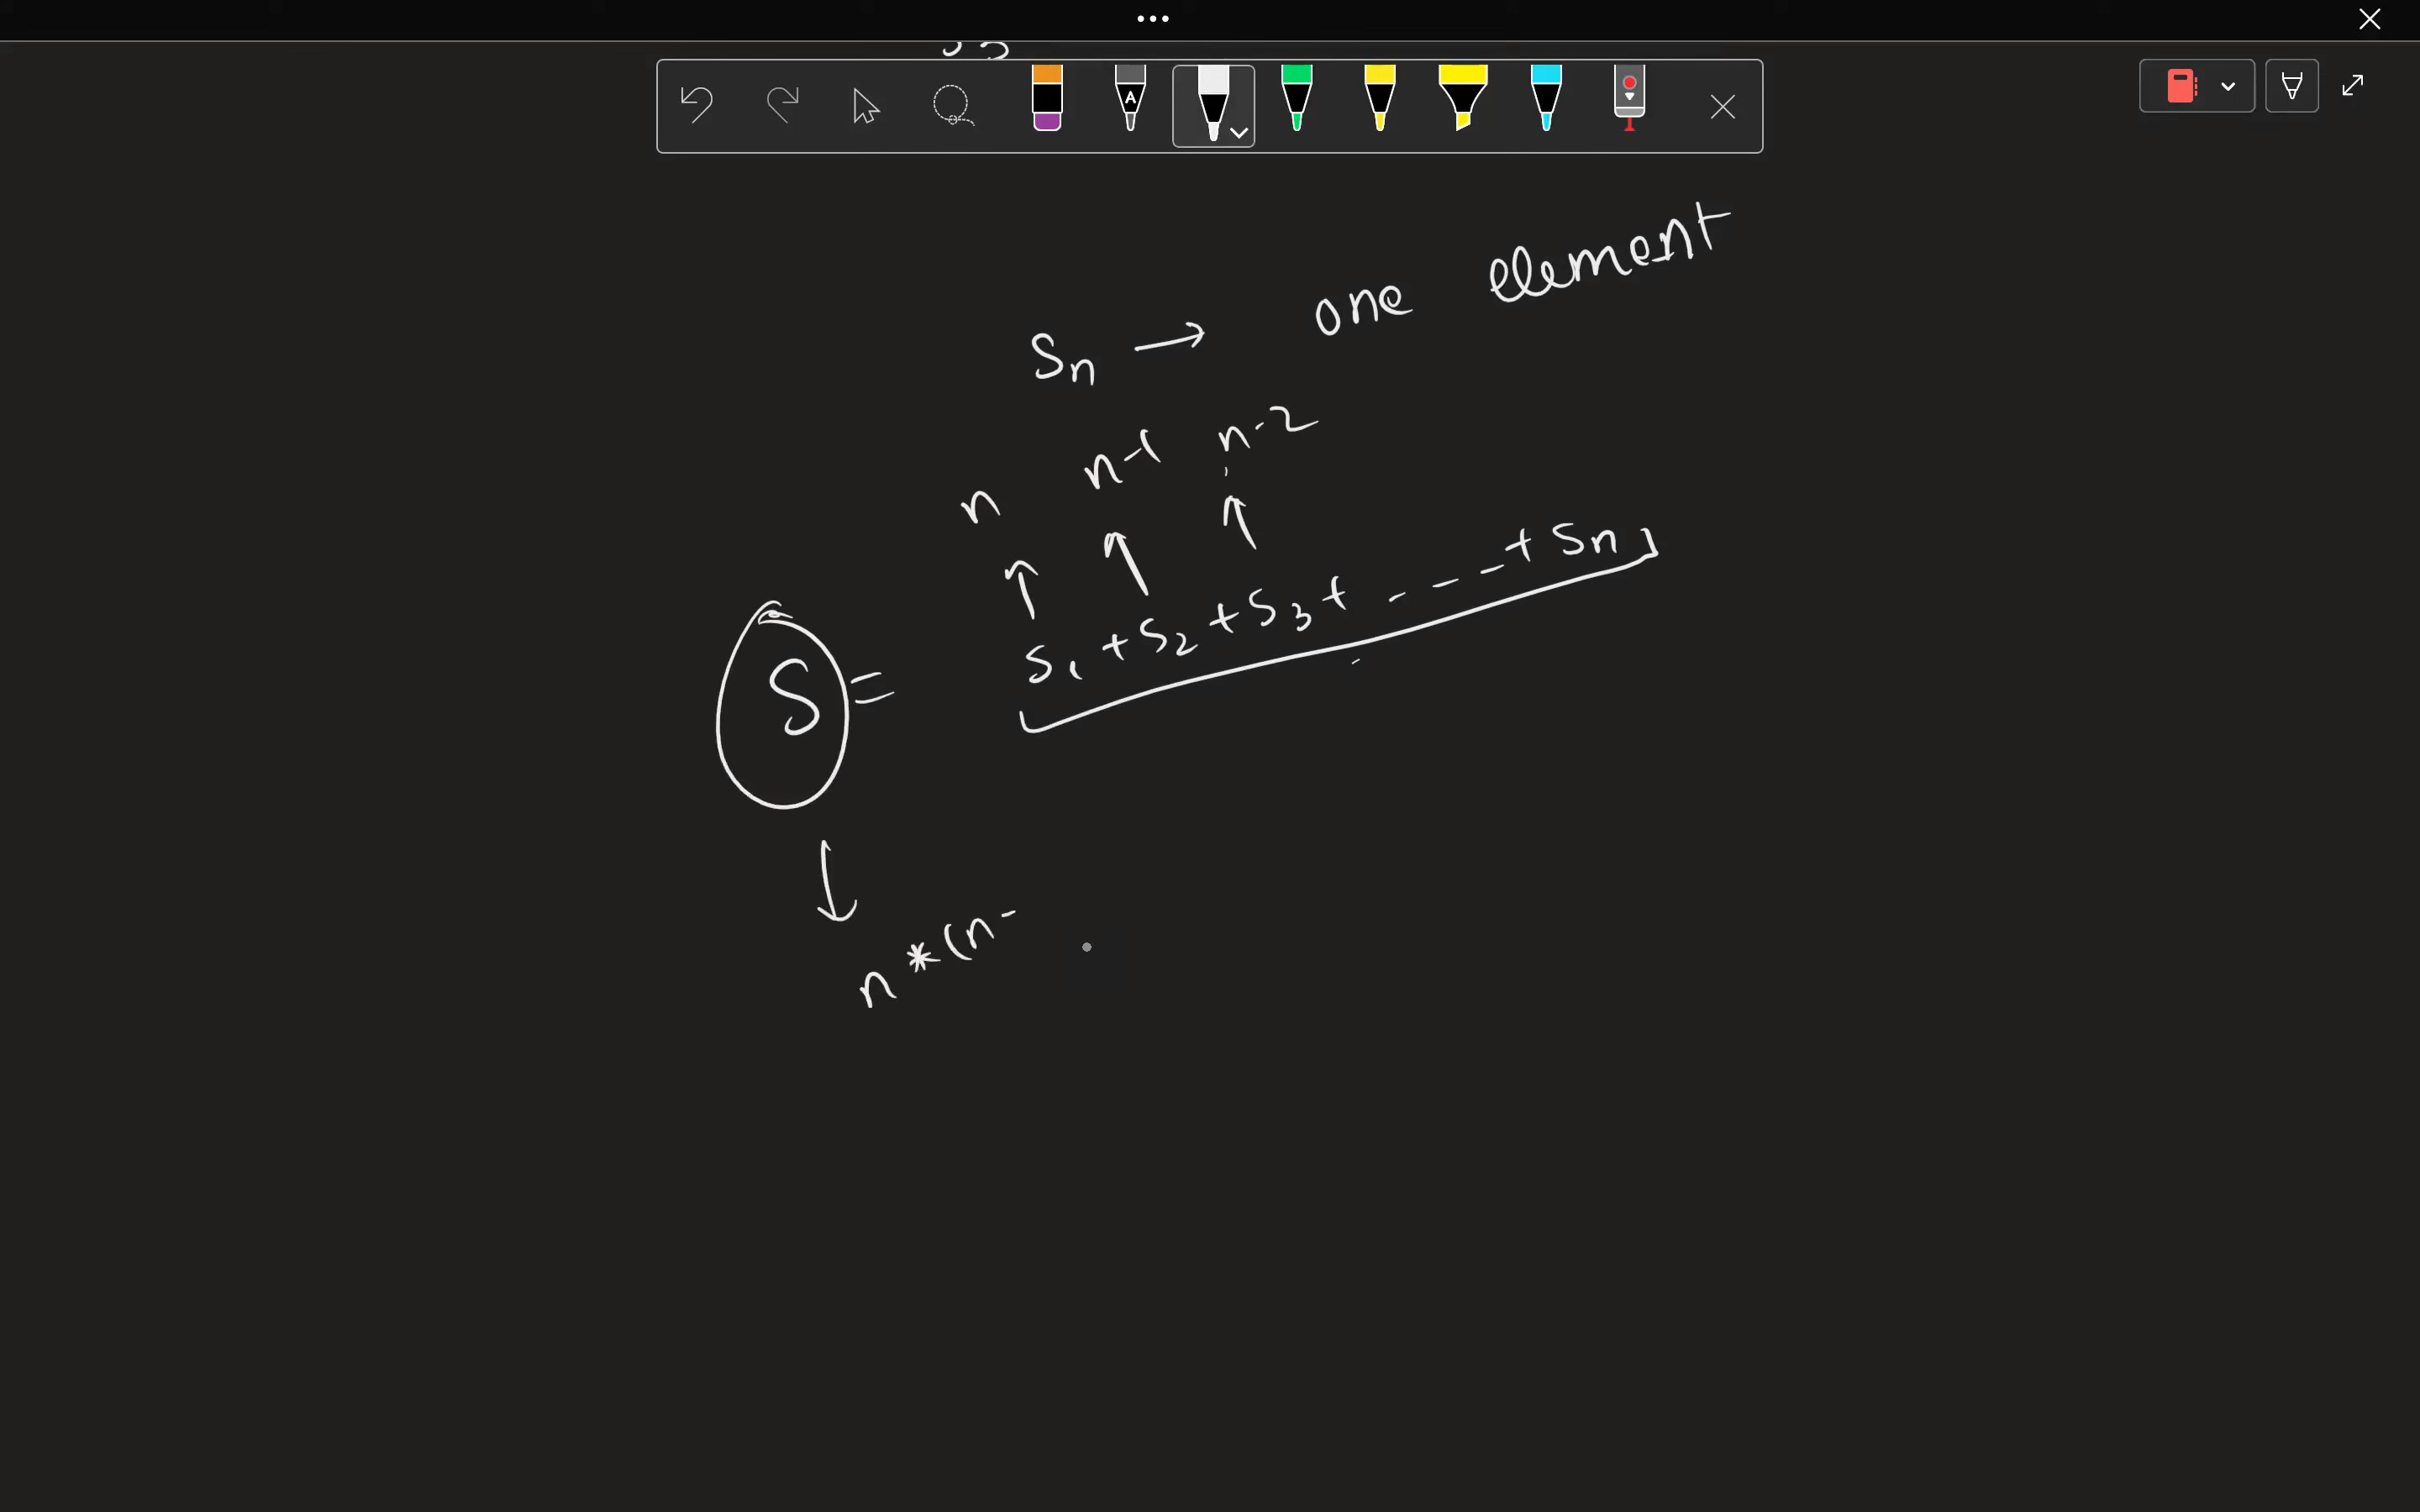 Sn → one element
n n-1 n-2
S = S1 + S2 + S3 + - - - + Sn
n * (n -